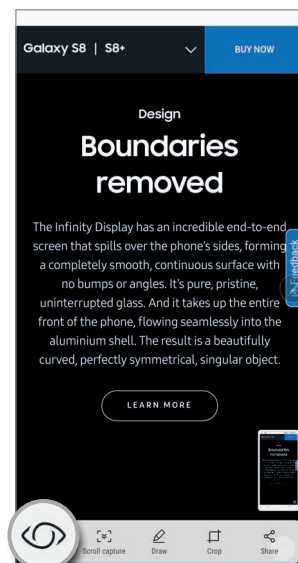 Galaxy S8 | S8+
BUY NOW
Design
Boundaries
removed
The Infinity Display has an incredible end-to-end
screen that spills over the phone's sides, forming
a completely smooth, continuous surface with
no bumps or angles. It's pure, pristine,
uninterrupted glass. And it takes up the entire
front of the phone, flowing seamlessly into the
aluminium shell. The result is a beautifully
curved, perfectly symmetrical, singular object.
Feedback
LEARN MORE
Boundaries
removed
Scroll capture
Draw
Crop
Share